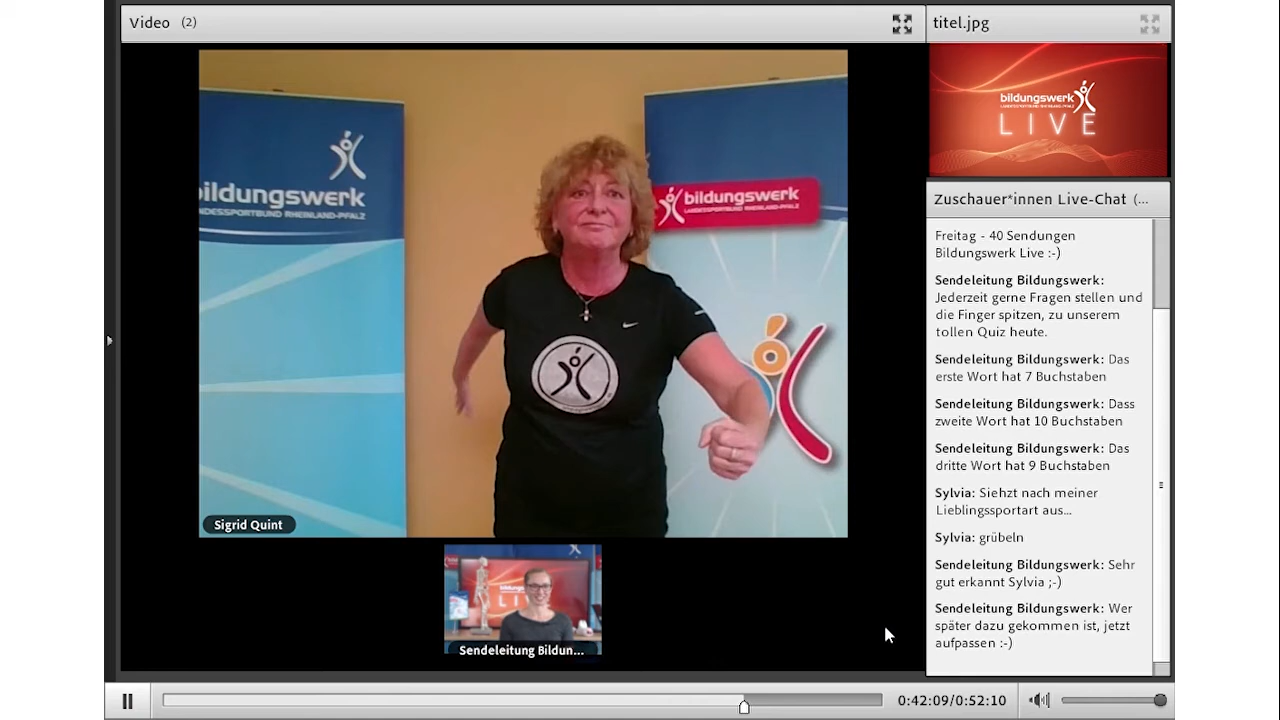 Video (2)
titel.jpg
bildungswerk
LANDESSPORTBUND RHEINLAND-PFALZ
bildungswerk
LANDESSPORTBUND RHEINLAND-PFALZ
Sigrid Quint
Sendeleitung Bildun...
bildungswerk
LIVE
Zuschauer*innen Live-Chat (...
Freitag - 40 Sendungen
Bildungswerk Live :-)
Sendeleitung Bildungswerk:
Jederzeit gerne Fragen stellen und
die Finger spitzen, zu unserem
tollen Quiz heute.
Sendeleitung Bildungswerk: Das
erste Wort hat 7 Buchstaben
Sendeleitung Bildungswerk: Dass
zweite Wort hat 10 Buchstaben
Sendeleitung Bildungswerk: Das
dritte Wort hat 9 Buchstaben
Sylvia: Siehzt nach meiner
Lieblingssportart aus...
Sylvia: grübeln
Sendeleitung Bildungswerk: Sehr
gut erkannt Sylvia ;-)
Sendeleitung Bildungswerk: Wer
später dazu gekommen ist, jetzt
aufpassen :-)
0:42:09/0:52:10